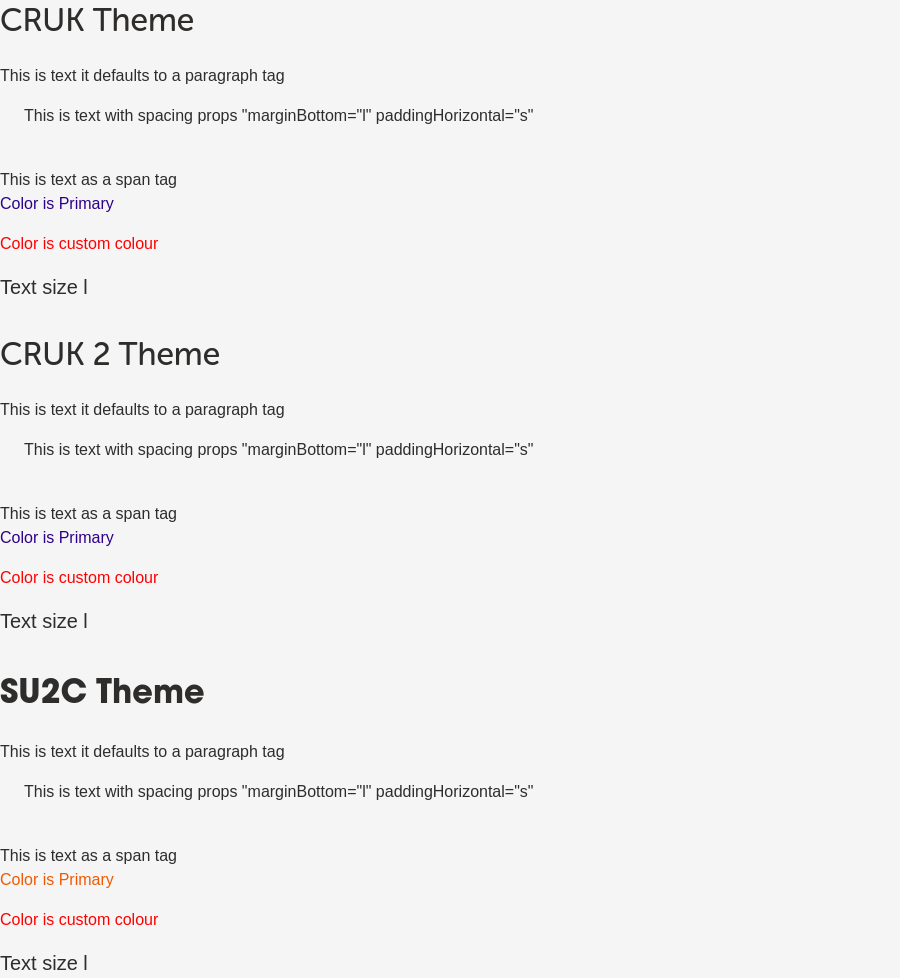 CRUK Theme
This is text it defaults to a paragraph tag
This is text with spacing props "marginBottom="l" paddingHorizontal="s"
This is text as a span tag
Color is Primary
Color is custom colour
Text size l
CRUK 2 Theme
This is text it defaults to a paragraph tag
This is text with spacing props "marginBottom="l" paddingHorizontal="s"
This is text as a span tag
Color is Primary
Color is custom colour
Text size l
SU2C Theme
This is text it defaults to a paragraph tag
This is text with spacing props "marginBottom="l" paddingHorizontal="s"
This is text as a span tag
Color is Primary
Color is custom colour
Text size l